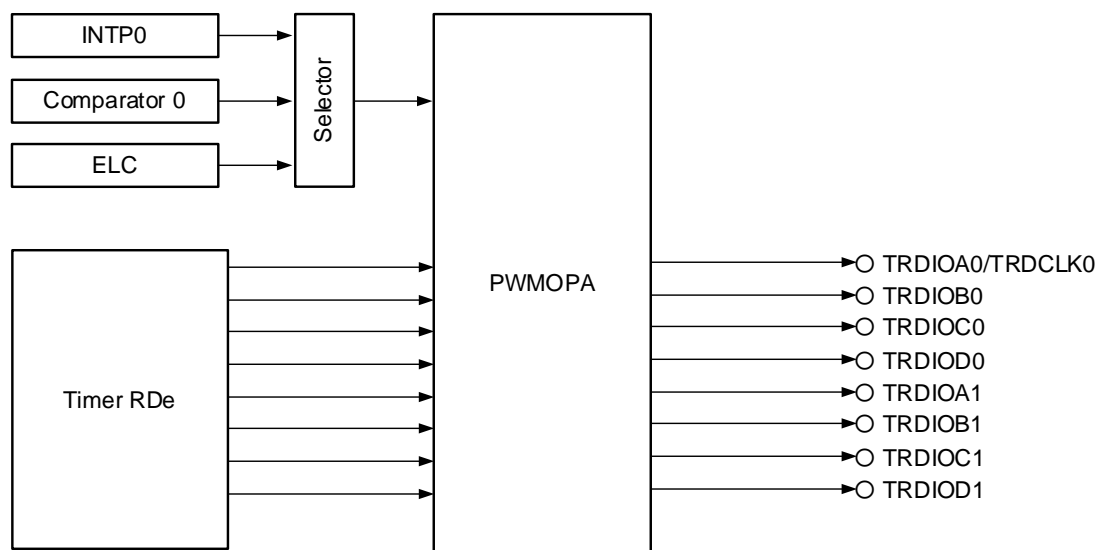 INTP0
Comparator 0
ELC
Selector
PWMOPA
Timer RDe
TRDIOA0/TRDCLK0
TRDIOB0
TRDIOC0
TRDIOD0
TRDIOA1
TRDIOB1
TRDIOC1
TRDIOD1